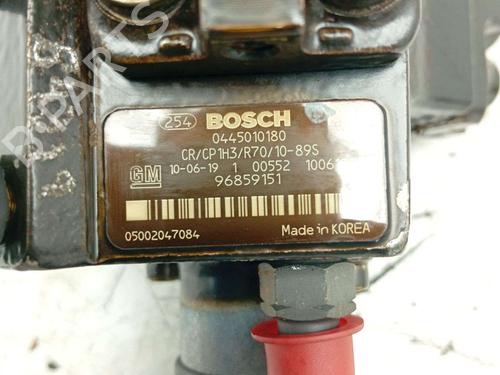 254 BOSCH
0445010180
CR/CP1H3/R70/10-89S
GM 10-06-19 1 00552
96859151
05002047084 Made in KOREA